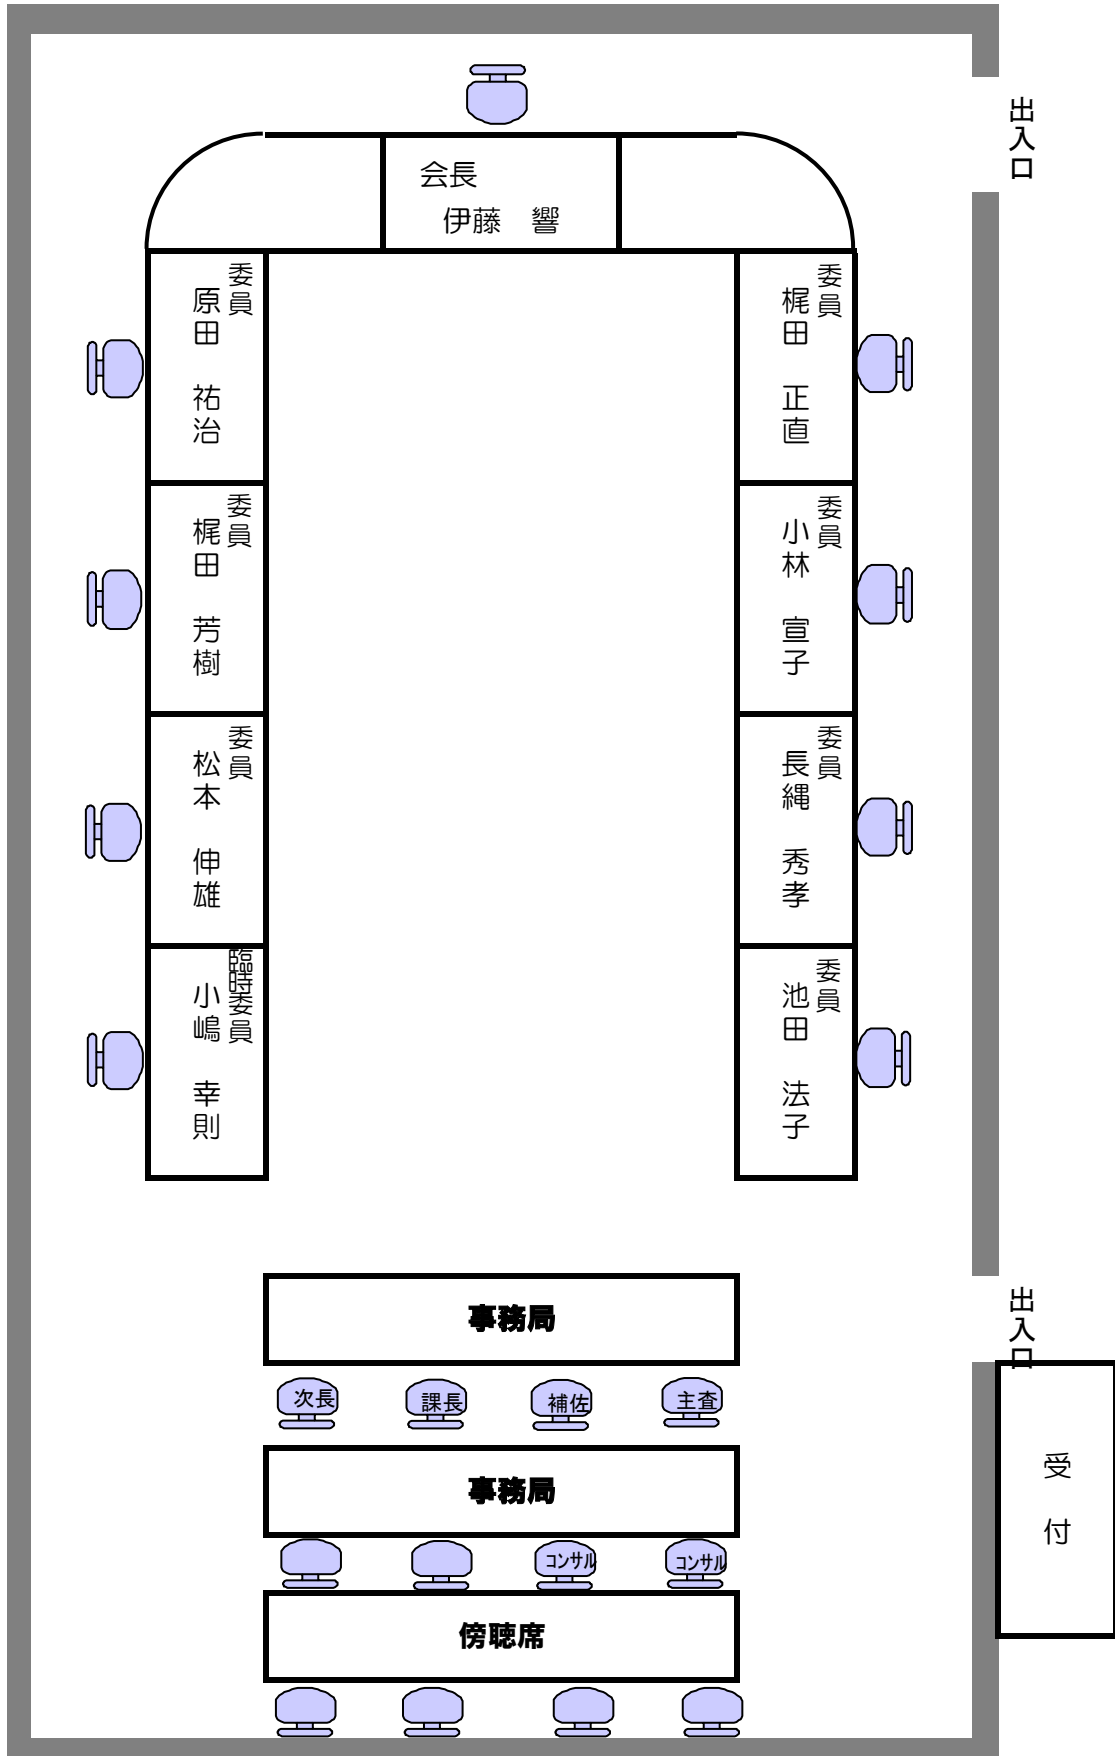 出入口
会長
伊藤　響
委員
原田　祐治
委員
梶田　正直
委員
梶田　芳樹
委員
小林　宣子
委員
松本　伸雄
委員
長縄　秀孝
臨時委員
小嶋　幸則
委員
池田　法子
事務局
出入口
次長
課長
補佐
主査
事務局
受付
コンサル
コンサル
傍聴席